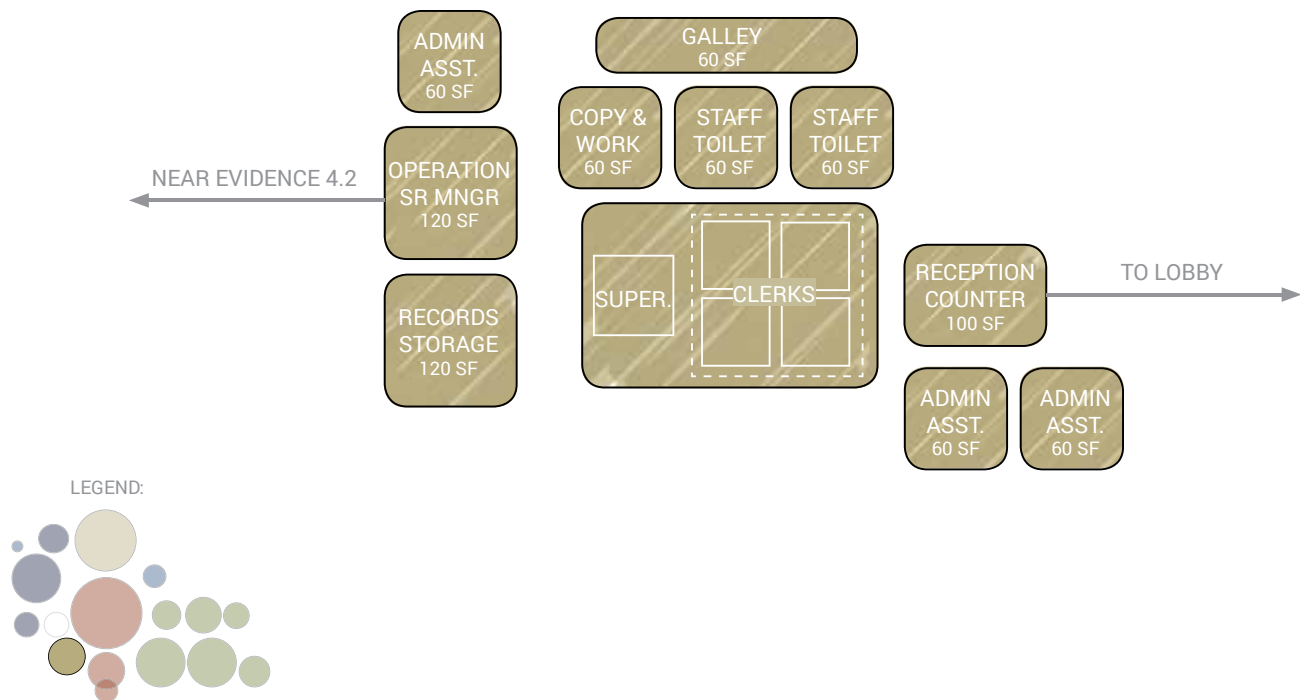 ADMIN
ASST.
60 SF
GALLEY
60 SF
COPY &
WORK
60 SF
STAFF
TOILET
60 SF
STAFF
TOILET
60 SF
NEAR EVIDENCE 4.2
OPERATION
SR MNGR
120 SF
SUPER.
CLERKS
RECEPTION
COUNTER
100 SF
TO LOBBY
RECORDS
STORAGE
120 SF
ADMIN
ASST.
60 SF
ADMIN
ASST.
60 SF
LEGEND: